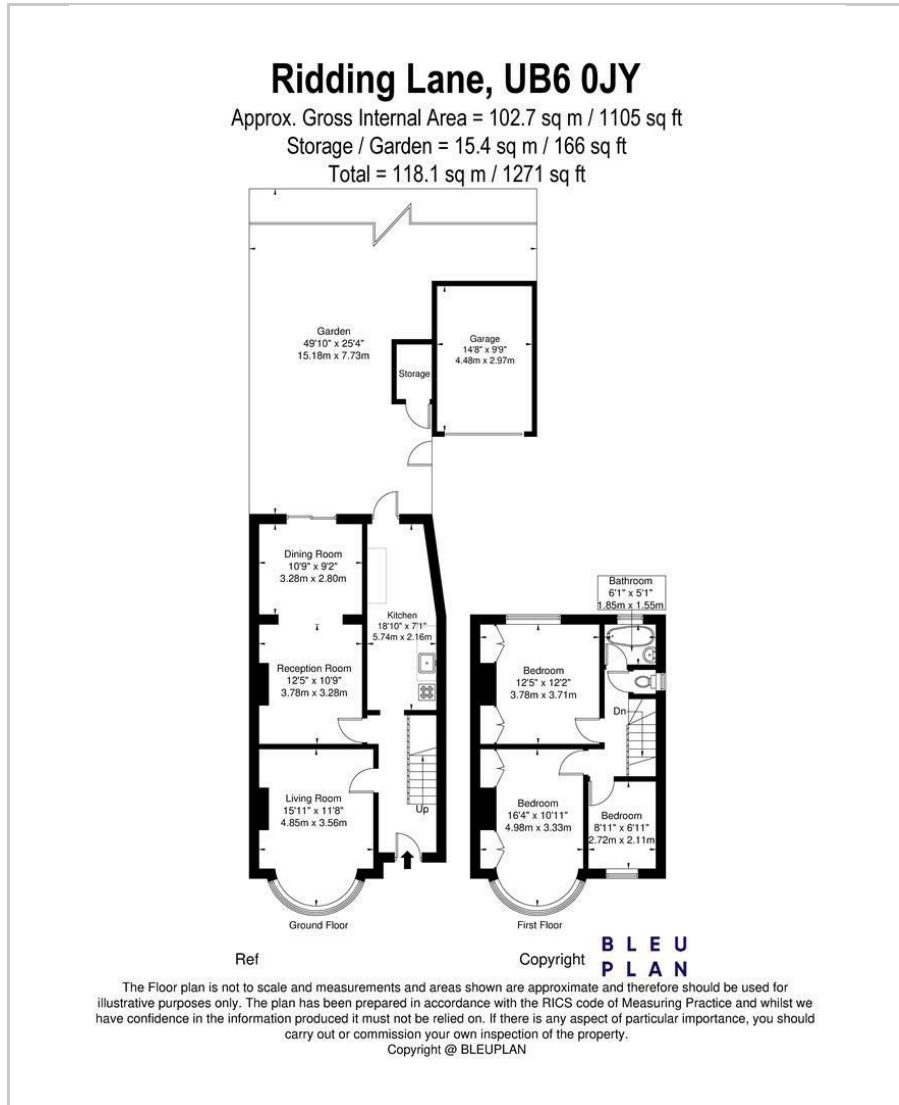 Ridding Lane, UB6 0JY
Approx. Gross Internal Area = 102.7 sq m / 1105 sq ft
Storage / Garden = 15.4 sq m / 166 sq ft
Total = 118.1 sq m / 1271 sq ft
Garden
49'10" x 25'4"
15.18m x 7.73m
Garage
14'8" x 9'9"
4.48m x 2.97m
Storage
Dining Room
10'9" x 9'2"
3.28m x 2.80m
Kitchen
18'10" x 7'1"
5.74m x 2.16m
Reception Room
12'5" x 10'9"
3.78m x 3.28m
Living Room
15'11" x 11'8"
4.85m x 3.56m
Up
Ground Floor
Bathroom
6'1" x 5'1"
1.85m x 1.55m
Bedroom
12'5" x 12'2"
3.78m x 3.71m
Dn
Bedroom
16'4" x 10'11"
4.98m x 3.33m
Bedroom
8'11" x 6'11"
2.72m x 2.11m
First Floor
Ref
Copyright
BLEU
PLAN
The Floor plan is not to scale and measurements and areas shown are approximate and therefore should be used for
illustrative purposes only. The plan has been prepared in accordance with the RICS code of Measuring Practice and whilst we
have confidence in the information produced it must not be relied on. If there is any aspect of particular importance, you should
carry out or commission your own inspection of the property.
Copyright @ BLEUPLAN